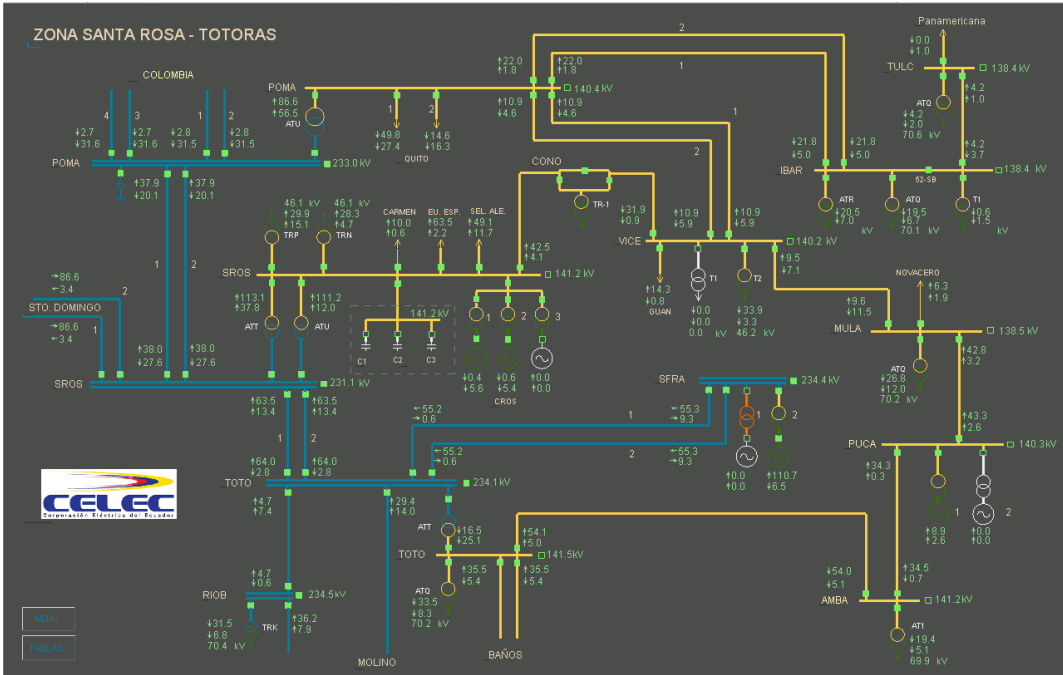 ZONA SANTA ROSA - TOTORAS
Panamericana
↓0.0
↓1.0
TULC
138.4 kV
COLOMBIA
4
3
1
2
↓2.7
↓31.6
↓2.7
↓31.6
↓2.8
↓31.5
↓2.8
↓31.6
POMA
233.0 kV
POMA
140.4 kV
↑86.6
↑56.5
ATU
1
2
↓49.8
↓27.4
↓14.6
↑16.3
QUITO
↑22.0
↑1.8
↑22.0
↑1.8
↑10.9
↓4.6
↑10.9
↓4.6
2
1
1
2
ATQ
↓4.2
↓2.0
70.6 kV
↑4.2
↑1.0
↑4.2
↓3.7
↓21.8
↓5.0
↓21.8
↓5.0
IBAR
52-SB
138.4 kV
ATR
↓20.5
↓7.0
kV
ATQ
↓19.5
↓6.7
70.1 kV
T1
↓0.6
↓1.5
kV
CONO
TR-1
↓31.9
↓0.9
↑10.9
↓5.9
↑10.9
↓5.9
VICE
140.2 kV
↑9.5
↓7.1
↑14.3
↓0.8
GUAN
T1
↓0.0
↓0.0
0.0 kV
T2
↓33.9
↓3.3
46.2 kV
↑37.9
↓20.1
↑37.9
↓20.1
1
2
46.1 kV
↑29.9
↑15.1
TRP
46.1 kV
↑28.3
↑4.7
TRN
CARMEN
↑10.0
↑0.6
EU. ESP.
↑63.5
↑2.2
SEL. ALE.
↑49.1
↑11.7
↑42.5
↑4.1
SROS
141.2 kV
↑113.1
↑37.8
ATT
↑111.2
↑12.0
ATU
141.2 kV
C1
C2
C3
1
2
3
↓0.4
↓5.6
↓0.6
↓5.4
↑0.0
↑0.0
CROS
NOVACERO
↑6.3
↑1.9
↑9.6
↓11.5
MULA
138.5 kV
ATQ
↓26.8
↓12.0
70.2 kV
↑42.8
↑3.2
→86.6
→3.4
2
STO. DOMINGO
→86.6
→3.4
1
↑38.0
↓27.6
↑38.0
↓27.6
SROS
231.1 kV
SFRA
234.4 kV
↑63.5
↑13.4
↑63.5
↑13.4
1
2
←55.2
→0.6
1
←55.3
→9.3
←55.2
→0.6
2
←55.3
→9.3
1
2
↑0.0
↑0.0
↑110.7
↓6.5
↑43.3
↑2.6
PUCA
140.3kV
↑34.3
↑0.3
1
2
↑8.9
↑2.6
↑0.0
↑0.0
CELEC
Corporación Eléctrica del Ecuador
↑64.0
↓2.8
↑64.0
↓2.8
TOTO
234.1 kV
↑4.7
↑7.4
↑29.4
↑14.0
ATT
↓16.5
↓25.1
↑54.1
↑5.0
TOTO
141.5kV
ATQ
↓33.5
↓8.3
70.2 kV
↑35.5
↓5.4
↑35.5
↓5.4
↑4.7
↓0.6
RIOB
234.5kV
↓31.5
↓6.8
70.4 kV
TRK
↑36.2
↑7.9
MOLINO
BAÑOS
↓54.0
↓5.1
↑34.5
↓0.7
AMBA
141.2kV
AT1
↓19.4
↓5.1
69.9 kV
MENU
TABLAS